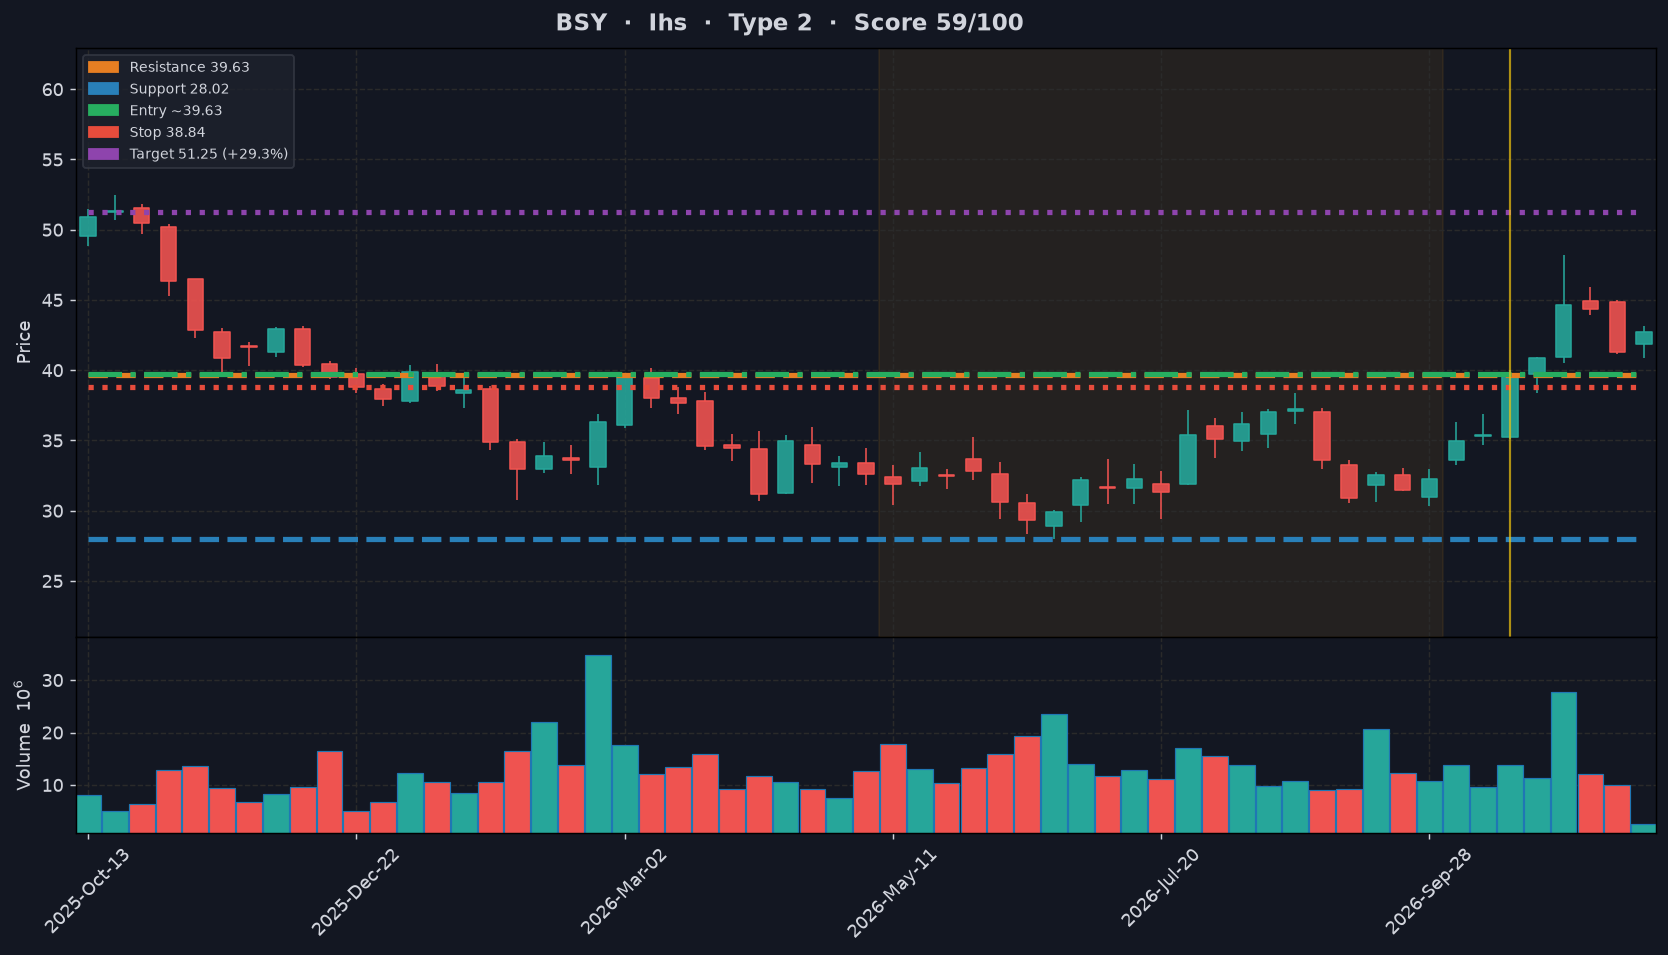 BSY · Ihs · Type 2 · Score 59/100
Resistance 39.63
Support 28.02
Entry ~39.63
Stop 38.84
Target 51.25 (+29.3%)
Price
60
55
50
45
40
35
30
25
Volume 10⁶
30
20
10
2025-Oct-13
2025-Dec-22
2026-Mar-02
2026-May-11
2026-Jul-20
2026-Sep-28